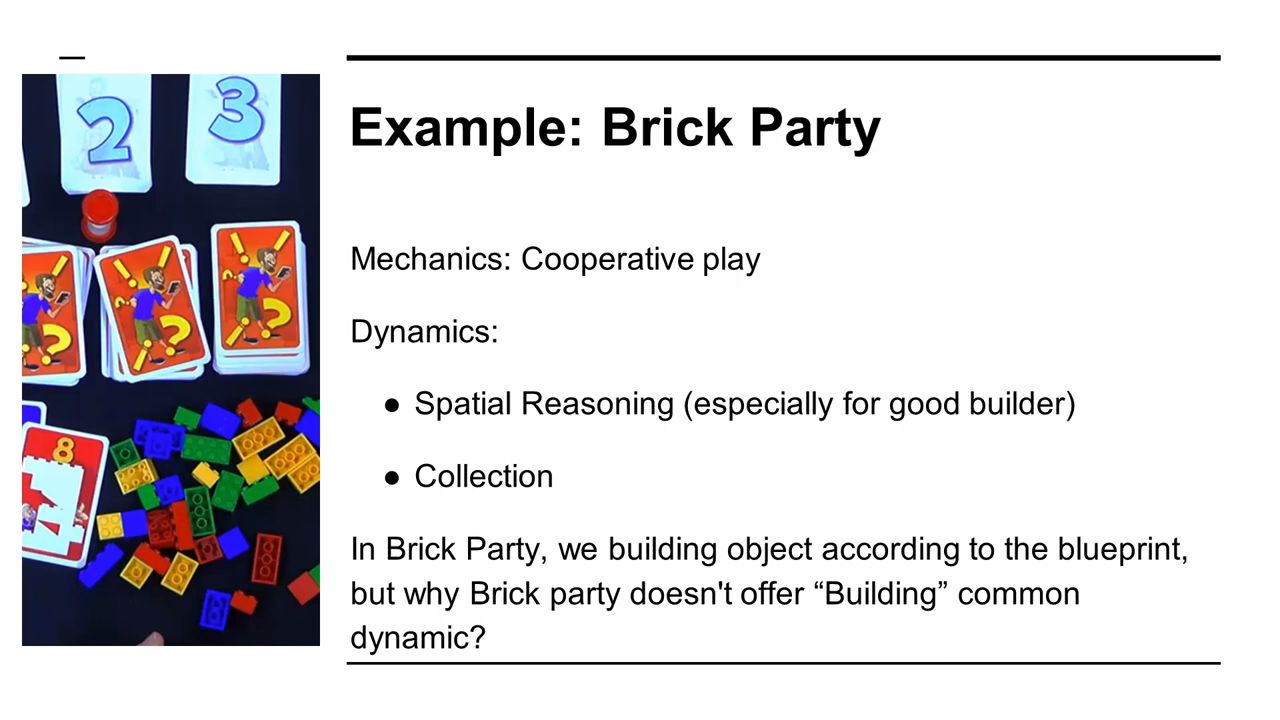 2
3
8
Example: Brick Party
Mechanics: Cooperative play
Dynamics:
● Spatial Reasoning (especially for good builder)
● Collection
In Brick Party, we building object according to the blueprint,
but why Brick party doesn't offer “Building” common
dynamic?